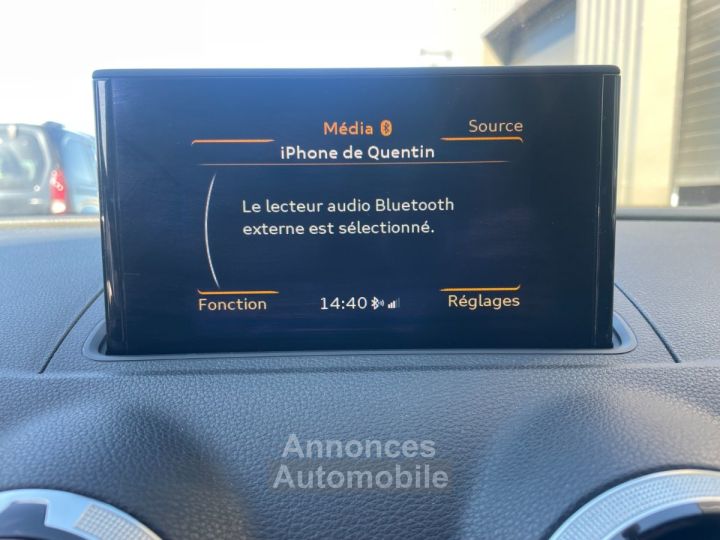 Média
Source
iPhone de Quentin
Le lecteur audio Bluetooth
externe est sélectionné.
Fonction
14:40
Réglages
Annonces
Automobile